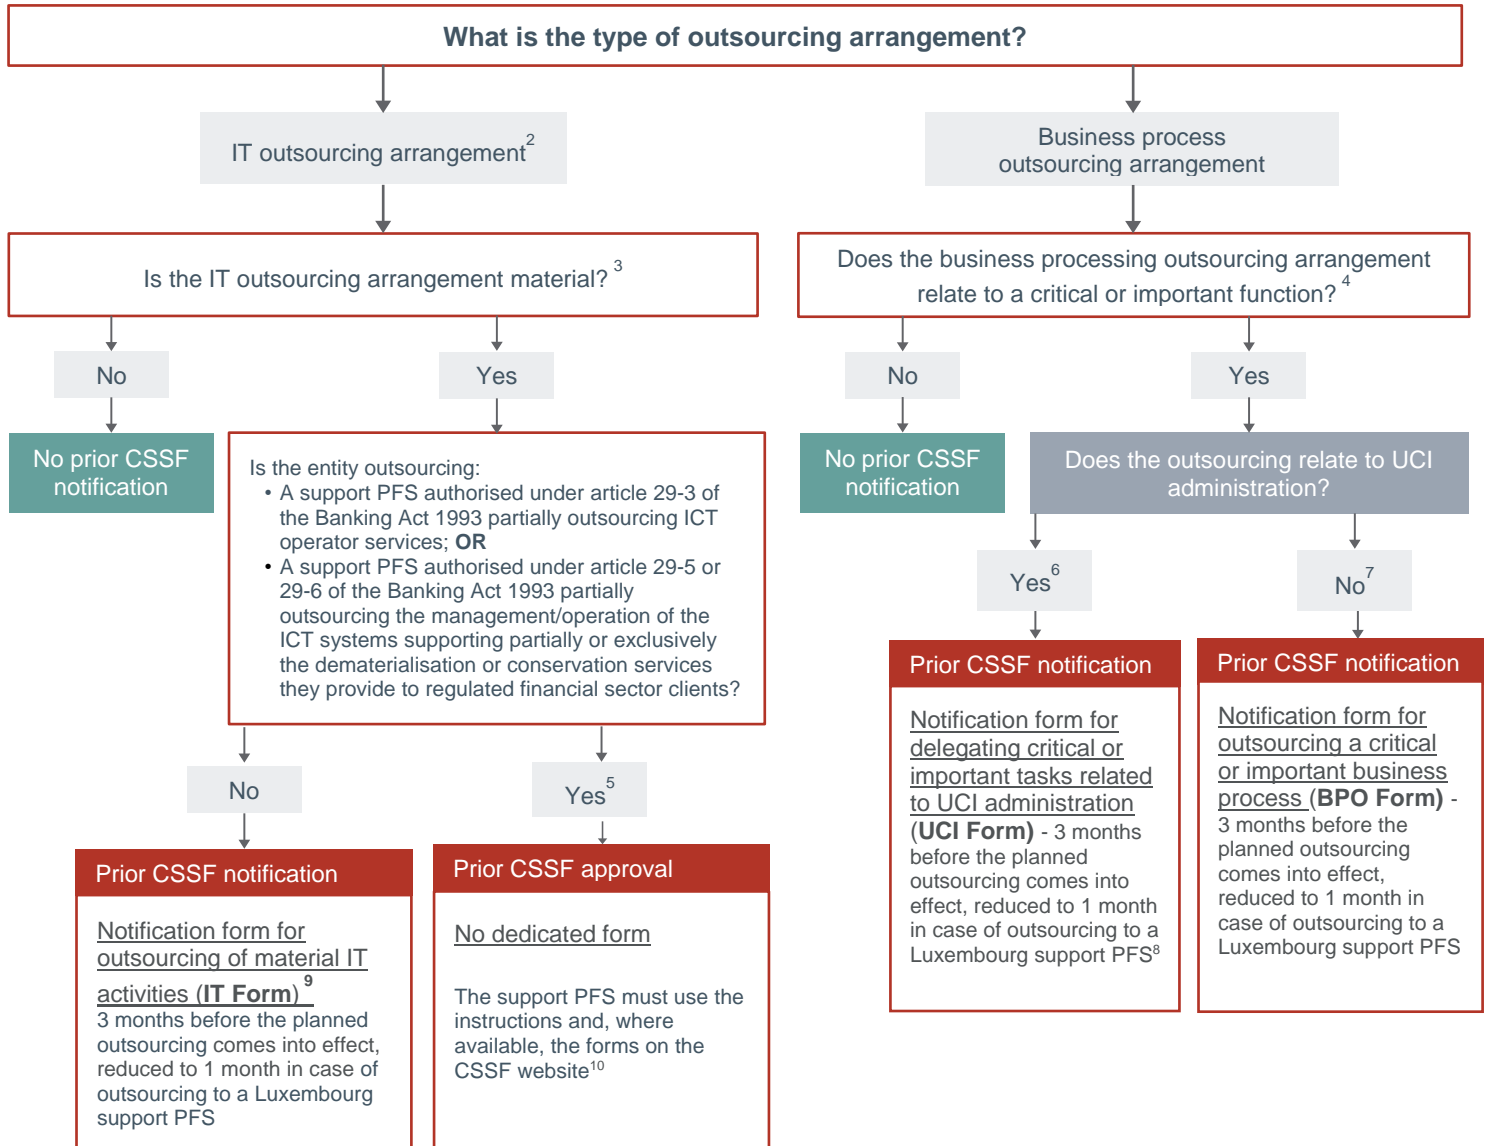 What is the type of outsourcing arrangement?
IT outsourcing arrangement2
Business process
outsourcing arrangement
Is the IT outsourcing arrangement material? 3
Does the business processing outsourcing arrangement
relate to a critical or important function? 4
No
Yes
No
Yes
No prior CSSF
notification
Is the entity outsourcing:
• A support PFS authorised under article 29-3 of
the Banking Act 1993 partially outsourcing ICT
operator services; OR
• A support PFS authorised under article 29-5 or
29-6 of the Banking Act 1993 partially
outsourcing the management/operation of the
ICT systems supporting partially or exclusively
the dematerialisation or conservation services
they provide to regulated financial sector clients?
No prior CSSF
notification
Does the outsourcing relate to UCI
administration?
Yes6
No7
No
Yes5
Prior CSSF notification
Notification form for
outsourcing of material IT
activities (IT Form) 9
3 months before the planned
outsourcing comes into effect,
reduced to 1 month in case of
outsourcing to a Luxembourg
support PFS
Prior CSSF approval
No dedicated form
The support PFS must use the
instructions and, where
available, the forms on the
CSSF website10
Prior CSSF notification
Notification form for
delegating critical or
important tasks related
to UCI administration
(UCI Form) - 3 months
before the planned
outsourcing comes into
effect, reduced to 1 month
in case of outsourcing to a
Luxembourg support PFS8
Prior CSSF notification
Notification form for
outsourcing a critical
or important business
process (BPO Form) -
3 months before the
planned outsourcing
comes into effect,
reduced to 1 month in
case of outsourcing to a
Luxembourg support PFS